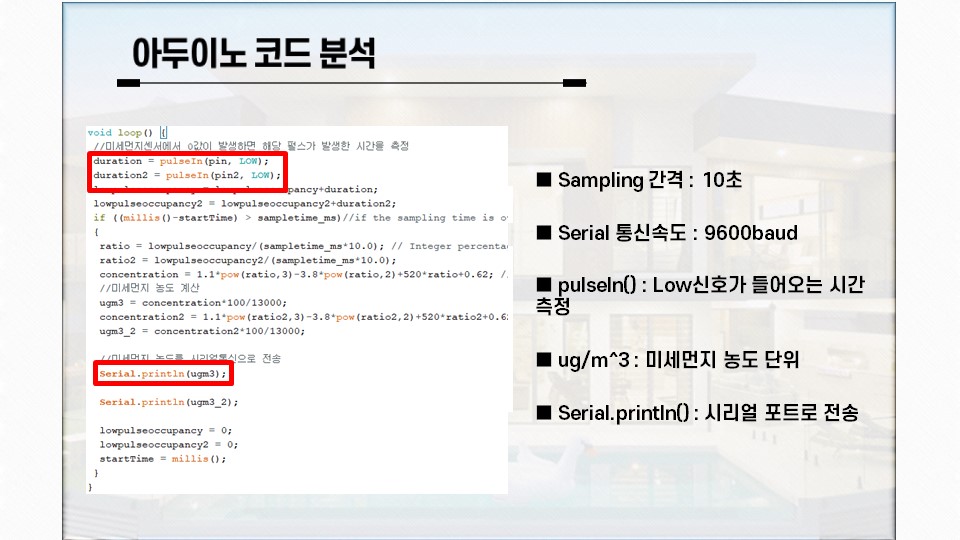 아두이노 코드 분석
void loop() {
//미세먼지센서에서 0값이 발생하면 해당 펄스가 발생한 시간을 측정
duration = pulseIn(pin, LOW);
duration2 = pulseIn(pin2, LOW);
pancy+duration;
lowpulseoccupancy2 = lowpulseoccupancy2+duration2;
if ((millis()-startTime) > sampletime_ms)//if the sampling time is
{
ratio = lowpulseoccupancy/(sampletime_ms*10.0); // Integer percenta
ratio2 = lowpulseoccupancy2/(sampletime_ms*10.0);
concentration = 1.1*pow(ratio,3)-3.8*pow(ratio,2)+520*ratio+0.62; /
//미세먼지 농도 계산
ugm3 = concentration*100/13000;
concentration2 = 1.1*pow(ratio2,3)-3.8*pow(ratio2,2)+520*ratio2+0.6
ugm3_2 = concentration2*100/13000;
//미세먼지 농도를 시리얼통신으로 전송
Serial.println(ugm3);
Serial.println(ugm3_2);
lowpulseoccupancy = 0;
lowpulseoccupancy2 = 0;
startTime = millis();
}
}
■ Sampling 간격 : 10초
■ Serial 통신속도 : 9600baud
■ pulseIn() : Low신호가 들어오는 시간
측정
■ ug/m^3 : 미세먼지 농도 단위
■ Serial.println() : 시리얼 포트로 전송